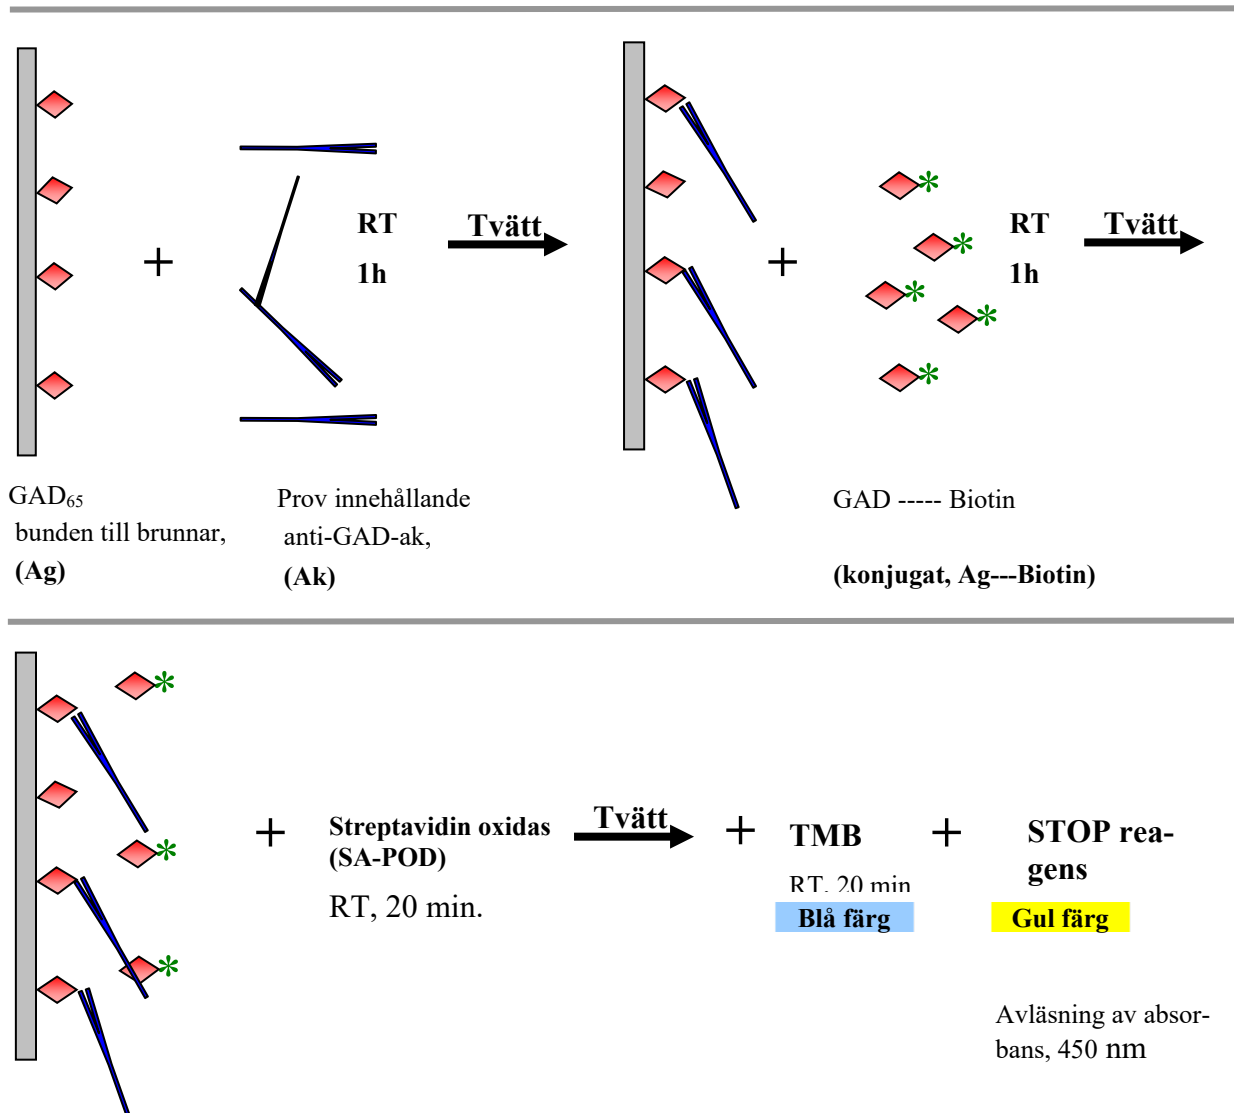 RT
1h
Tvätt
RT
1h
Tvätt
GAD65
bunden till brunnar,
(Ag)
Prov innehållande
anti-GAD-ak,
(Ak)
GAD ----- Biotin
(konjugat, Ag---Biotin)
Streptavidin oxidas
(SA-POD)
RT, 20 min.
Tvätt
TMB
RT, 20 min
Blå färg
STOP rea-
gens
Gul färg
Avläsning av absor-
bans, 450 nm